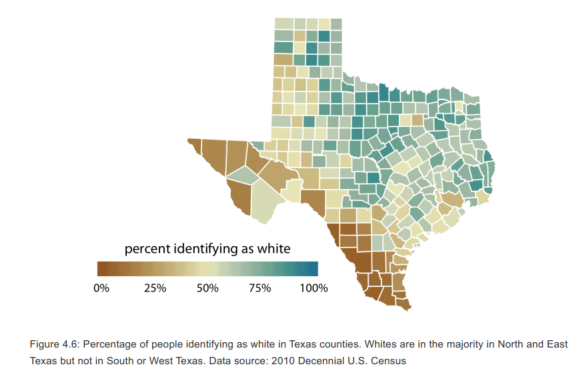 percent identifying as white
0% 25% 50% 75% 100%
Figure 4.6: Percentage of people identifying as white in Texas counties. Whites are in the majority in North and East
Texas but not in South or West Texas. Data source: 2010 Decennial U.S. Census